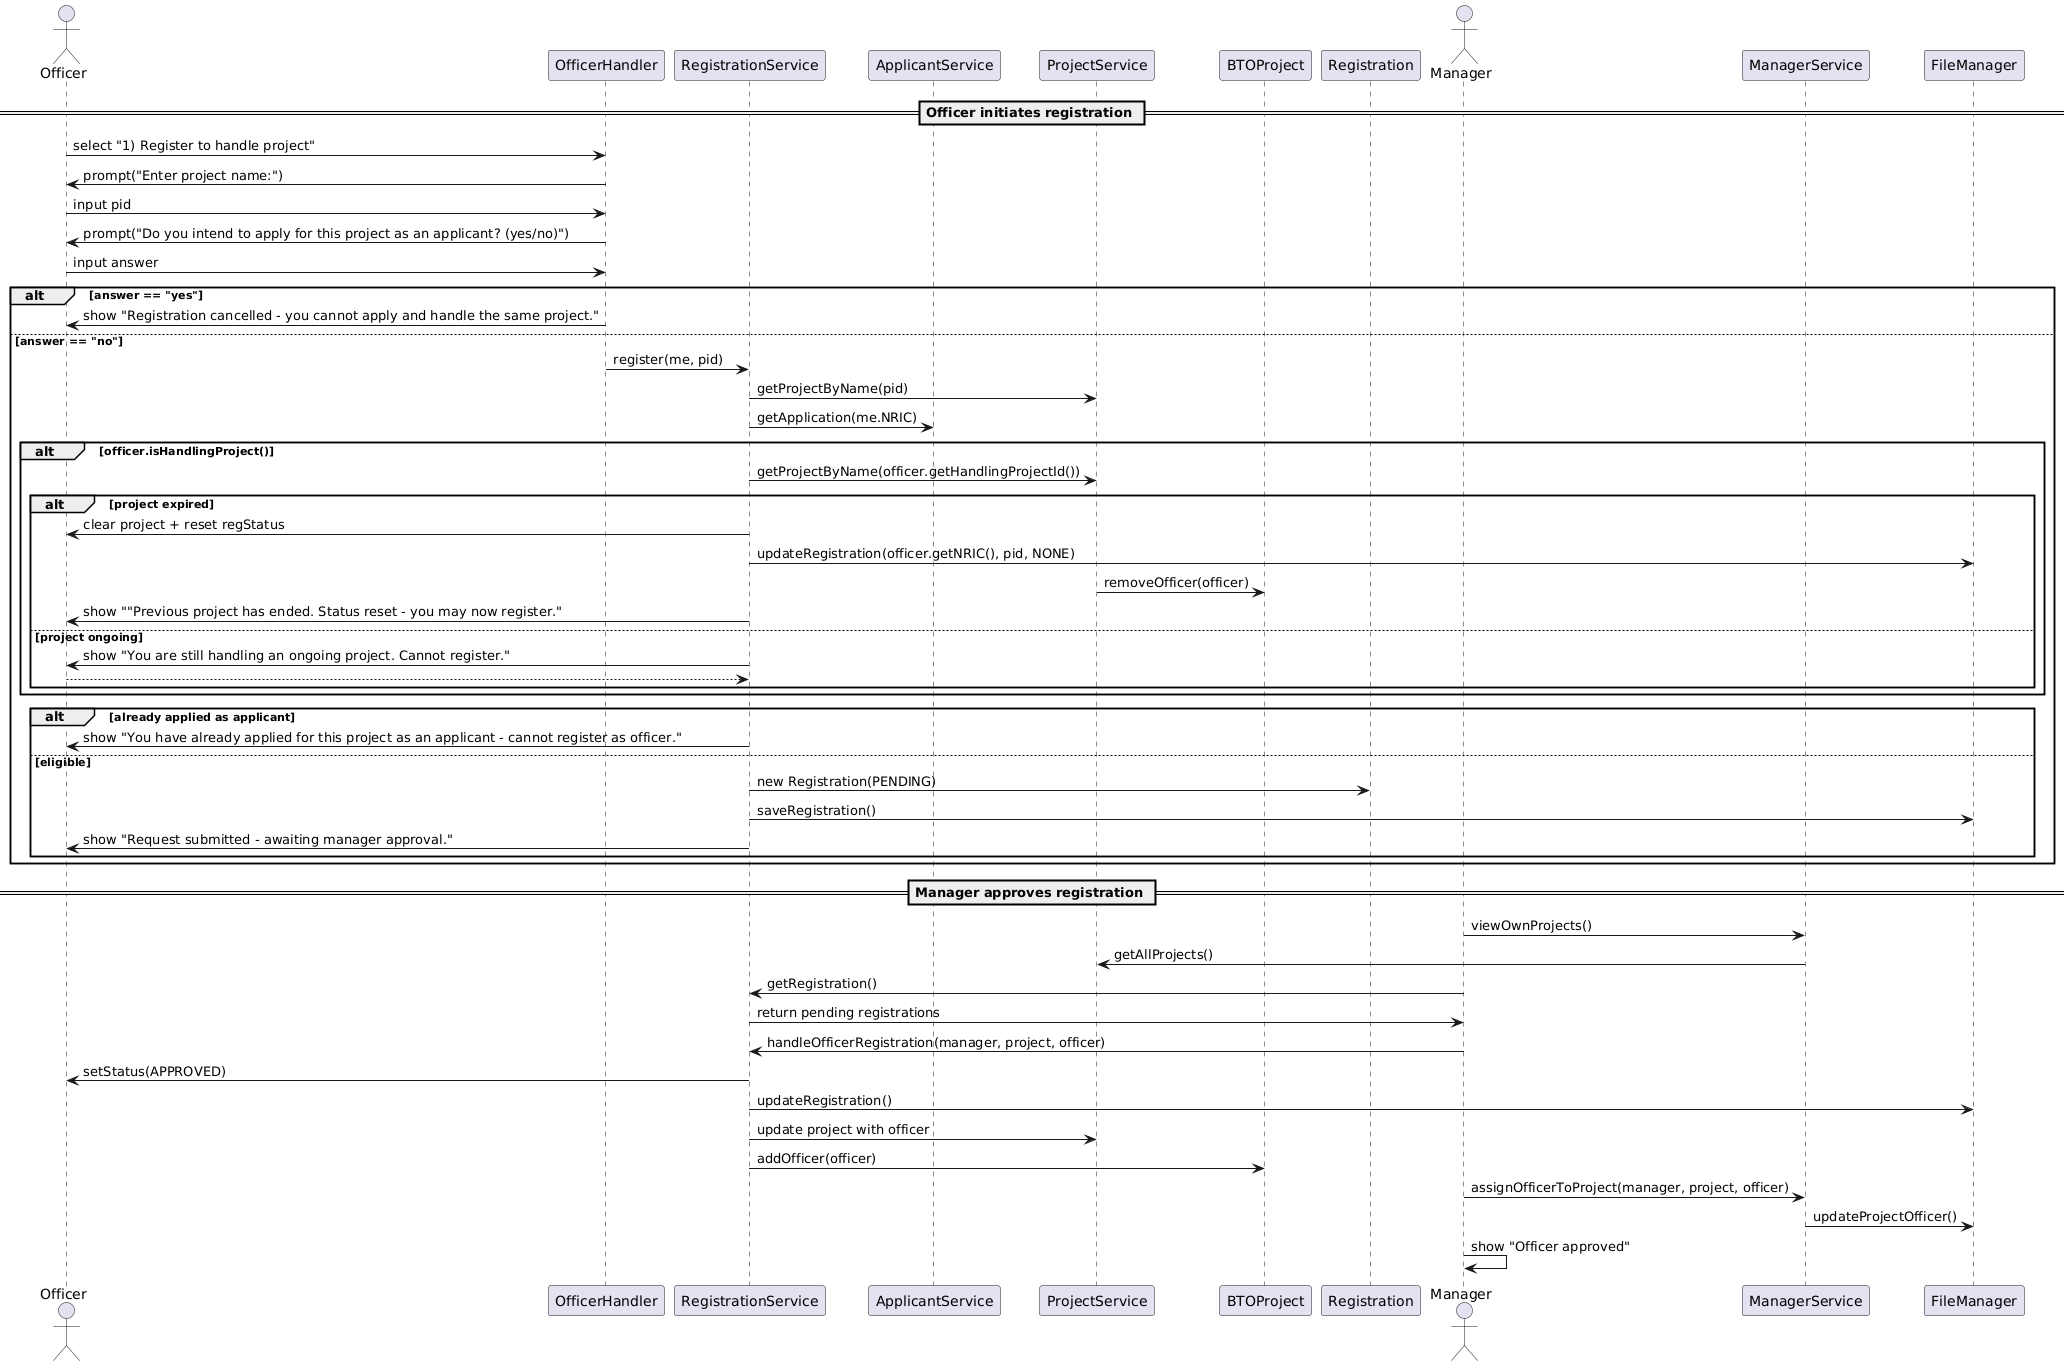 Officer
OfficerHandler
RegistrationService
ApplicantService
ProjectService
BTOProject
Registration
Manager
ManagerService
FileManager
Officer initiates registration
select "1) Register to handle project"
prompt("Enter project name:")
input pid
prompt("Do you intend to apply for this project as an applicant? (yes/no)")
input answer
alt [answer == "yes"]
show "Registration cancelled - you cannot apply and handle the same project."
[answer == "no"]
register(me, pid)
getProjectByName(pid)
getApplication(me.NRIC)
alt [officer.isHandlingProject()]
getProjectByName(officer.getHandlingProjectId())
alt [project expired]
clear project + reset regStatus
updateRegistration(officer.getNRIC(), pid, NONE)
removeOfficer(officer)
show ""Previous project has ended. Status reset - you may now register."
[project ongoing]
show "You are still handling an ongoing project. Cannot register."
alt [already applied as applicant]
show "You have already applied for this project as an applicant - cannot register as officer."
[eligible]
new Registration(PENDING)
saveRegistration()
show "Request submitted - awaiting manager approval."
Manager approves registration
viewOwnProjects()
getAllProjects()
getRegistration()
return pending registrations
handleOfficerRegistration(manager, project, officer)
setStatus(APPROVED)
updateRegistration()
update project with officer
addOfficer(officer)
assignOfficerToProject(manager, project, officer)
updateProjectOfficer()
show "Officer approved"
Officer
OfficerHandler
RegistrationService
ApplicantService
ProjectService
BTOProject
Registration
Manager
ManagerService
FileManager